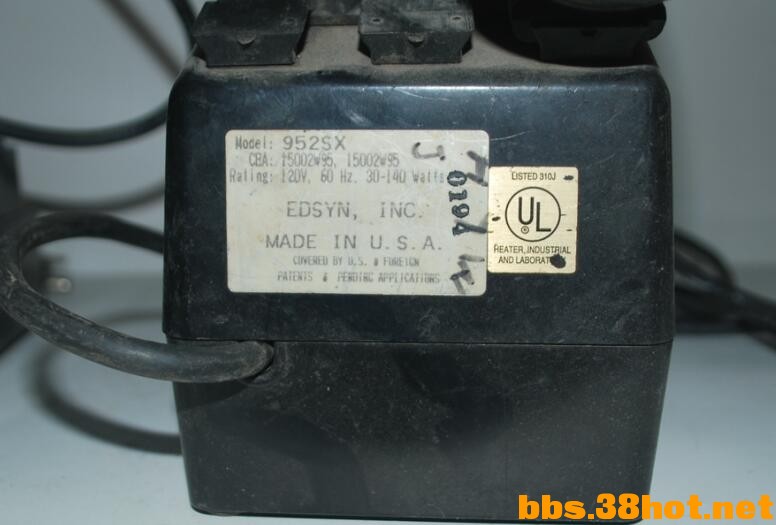 Model: 952SX
CBA: 15002W95, 15002W95
Rating: 120V, 60 Hz, 30-140 Watts
EDSYN, INC.
MADE IN U.S.A.
COVERED BY U.S. & FOREIGN
PATENTS & PENDING APPLICATIONS
0194
LISTED 310J
UL
®
HEATER, INDUSTRIAL
AND LABORATORY
bbs.38hot.net